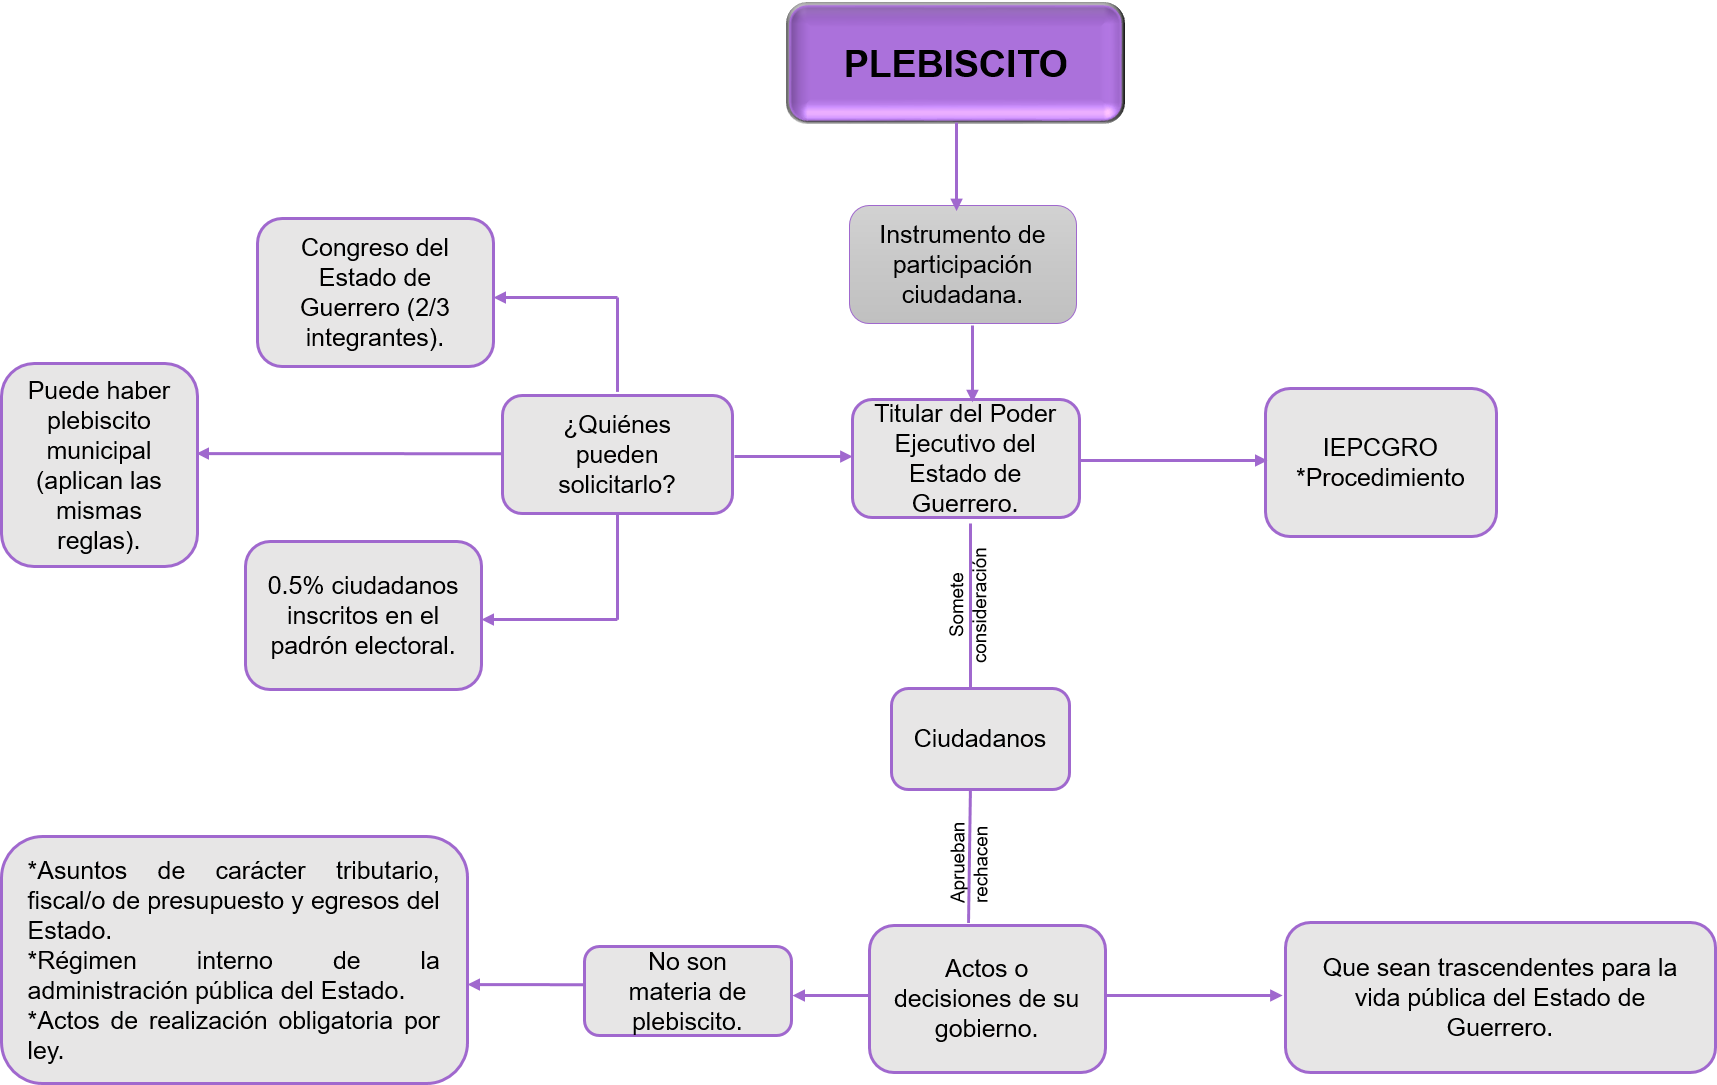 PLEBISCITO
Instrumento de
participación
ciudadana.
Congreso del
Estado de
Guerrero (2/3
integrantes).
Puede haber
plebiscito
municipal
(aplican las
mismas
reglas).
¿Quiénes
pueden
solicitarlo?
Titular del Poder
Ejecutivo del
Estado de
Guerrero.
IEPCGRO
*Procedimiento
0.5% ciudadanos
inscritos en el
padrón electoral.
Somete
consideración
Ciudadanos
Aprueban
rechacen
*Asuntos de carácter tributario,
fiscal/o de presupuesto y egresos del
Estado.
*Régimen interno de la
administración pública del Estado.
*Actos de realización obligatoria por
ley.
No son
materia de
plebiscito.
Actos o
decisiones de su
gobierno.
Que sean trascendentes para la
vida pública del Estado de
Guerrero.